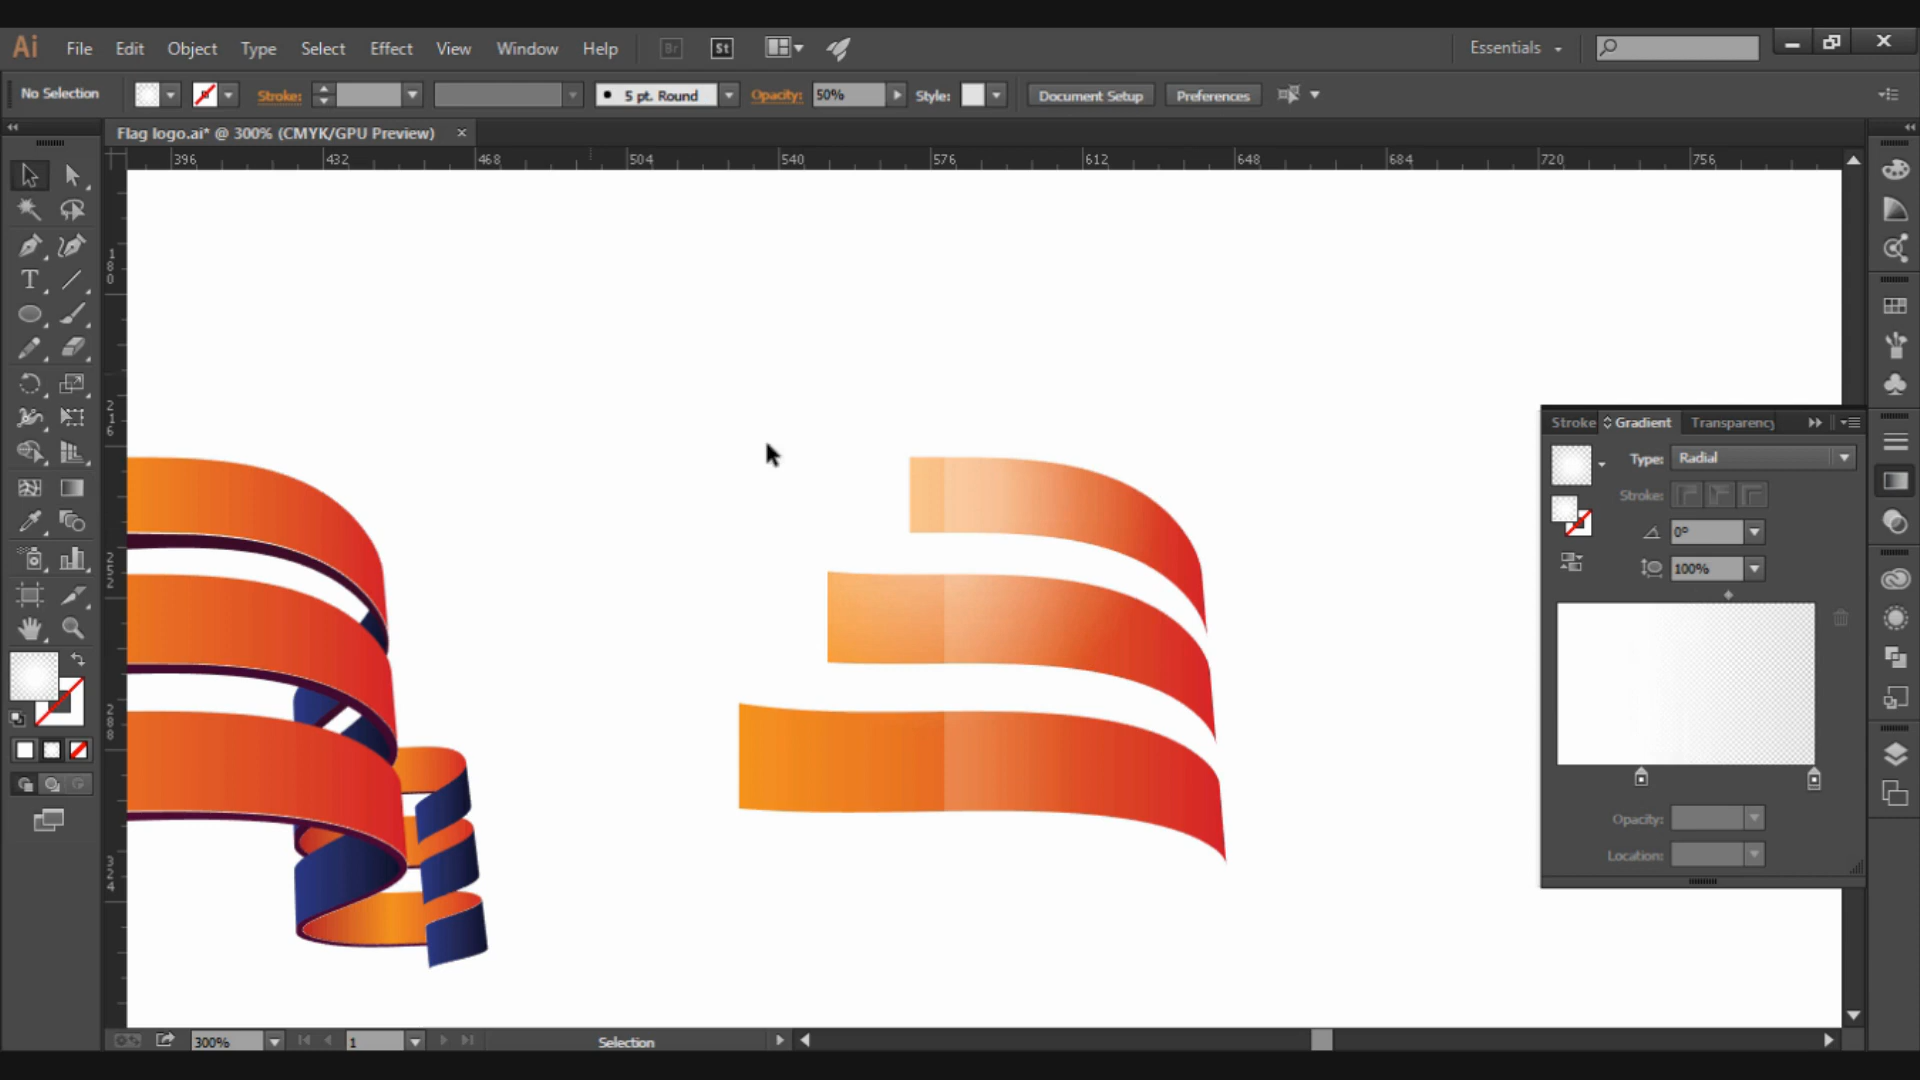 Ai File Edit Object Type Select Effect View Window Help Br St Essentials
No Selection Stroke: 5 pt. Round Opacity: 50% Style: Document Setup Preferences
Flag logo.ai* @ 300% (CMYK/GPU Preview) ×
396 432 468 504 540 576 612 648 684 720 756
180
216
252
288
324
T
Stroke Gradient Transparency
Type: Radial
Stroke:
0°
100%
Opacity:
Location:
300% 1 Selection